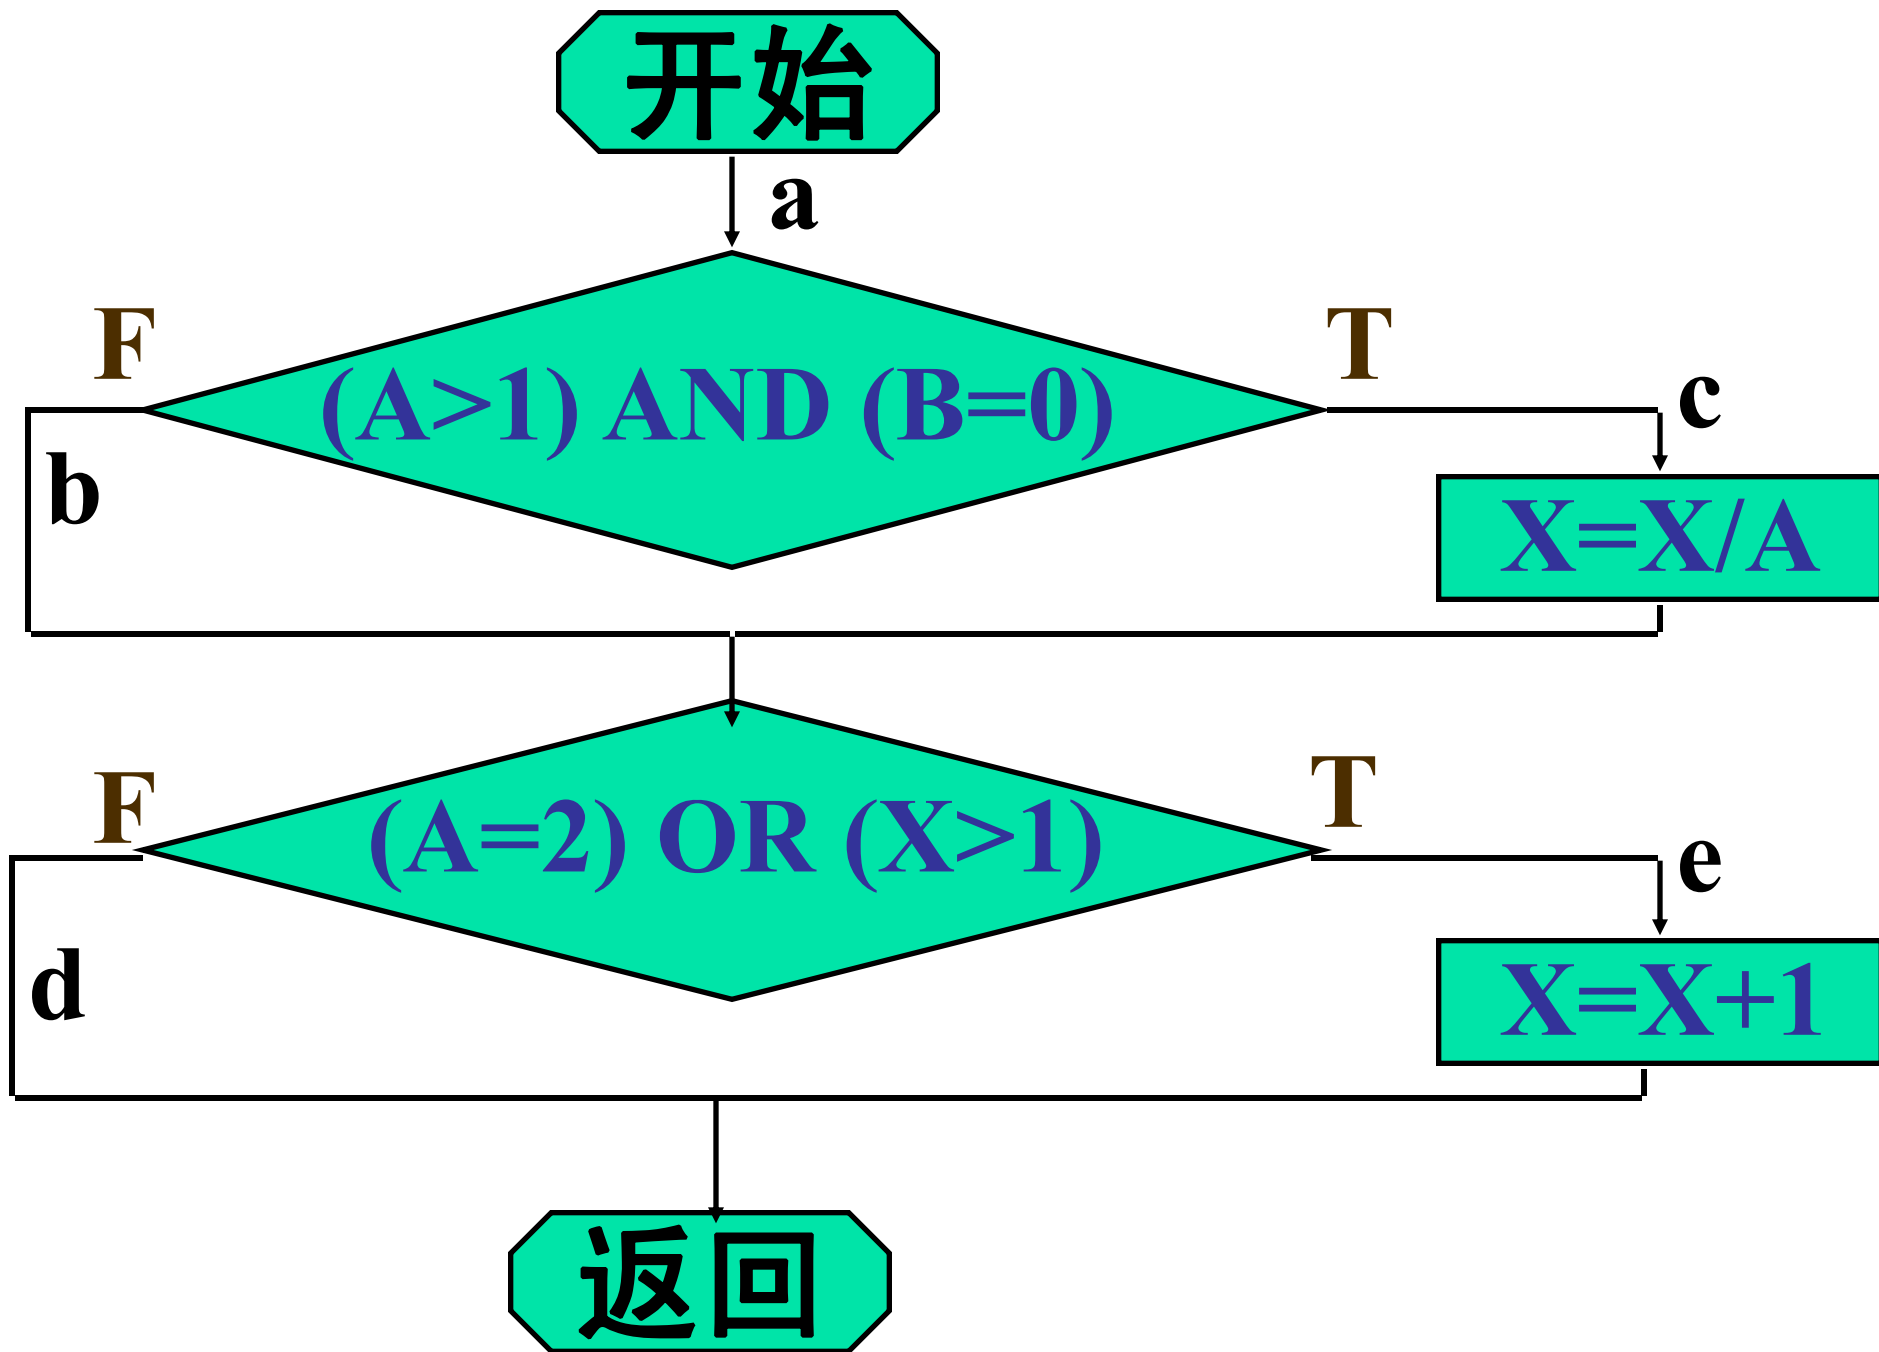 开始
a
F
T
(A>1) AND (B=0)
c
b
X=X/A
F
T
(A=2) OR (X>1)
e
d
X=X+1
返回